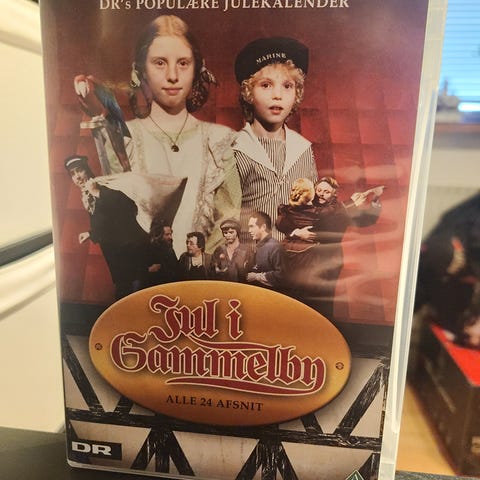 DR's POPULÆRE JULEKALENDER
MARINE
Jul i
Gammelby
ALLE 24 AFSNIT
DR